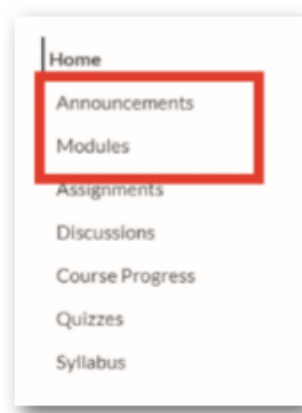 Home
Announcements
Modules
Assignments
Discussions
Course Progress
Quizzes
Syllabus